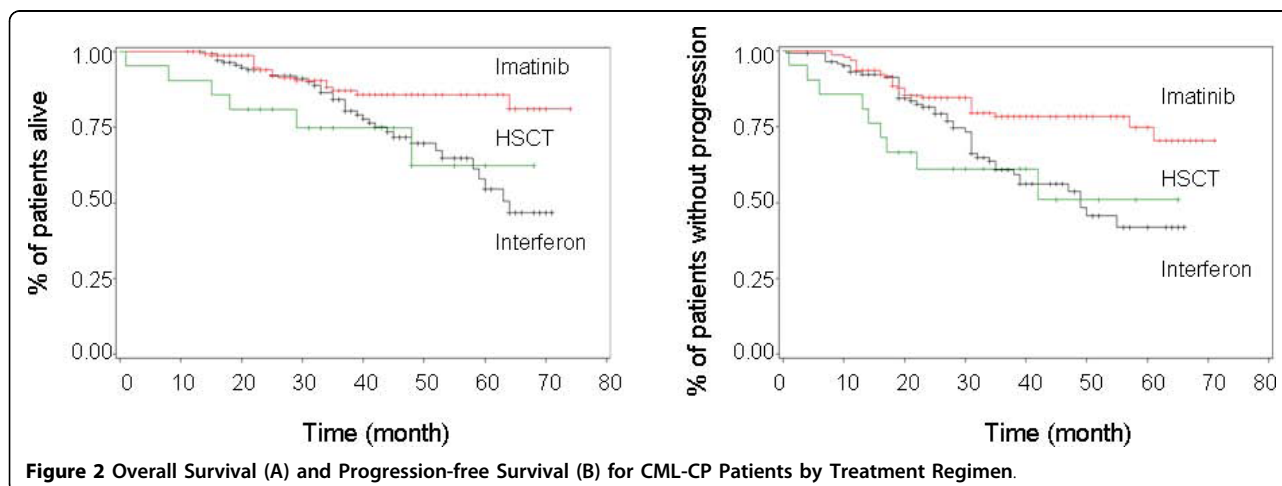 % of patients alive
1.00
0.75
0.50
0.25
0.00
Imatinib
HSCT
Interferon
0 10 20 30 40 50 60 70 80
Time (month)
% of patients without progression
1.00
0.75
0.50
0.25
0.00
Imatinib
HSCT
Interferon
0 10 20 30 40 50 60 70 80
Time (month)
Figure 2 Overall Survival (A) and Progression-free Survival (B) for CML-CP Patients by Treatment Regimen.